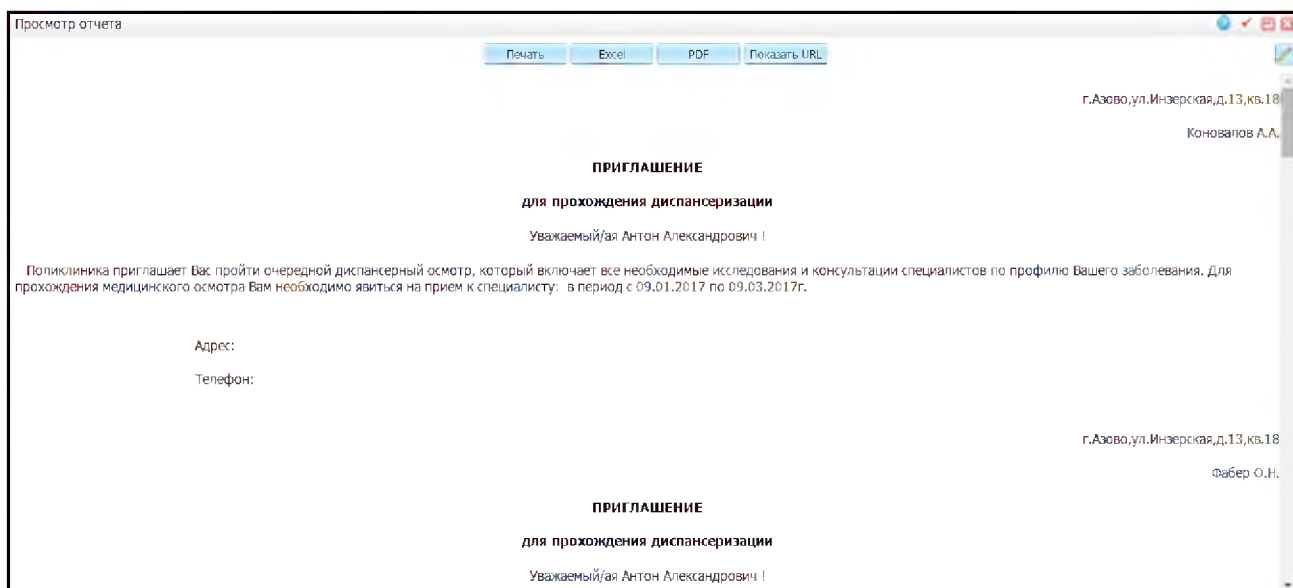 Просмотр отчета
Печать Excel PDF Показать URL
г.Азово,ул.Инзерская,д.13,кв.18
Коновалов А.А.
ПРИГЛАШЕНИЕ
для прохождения диспансеризации
Уважаемый/ая Антон Александрович !
Поликлиника приглашает Вас пройти очередной диспансерный осмотр, который включает все необходимые исследования и консультации специалистов по профилю Вашего заболевания. Для
прохождения медицинского осмотра Вам необходимо явиться на прием к специалисту: в период с 09.01.2017 по 09.03.2017г.
Адрес:
Телефон:
г.Азово,ул.Инзерская,д.13,кв.18
Фабер О.Н.
ПРИГЛАШЕНИЕ
для прохождения диспансеризации
Уважаемый/ая Антон Александрович !